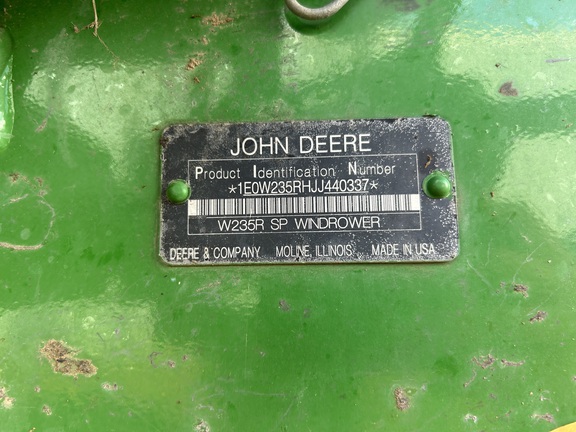 JOHN DEERE
Product Identification Number
*1E0W235RHJJ440337*
W235R SP WINDROWER
DEERE & COMPANY MOLINE, ILLINOIS MADE IN USA